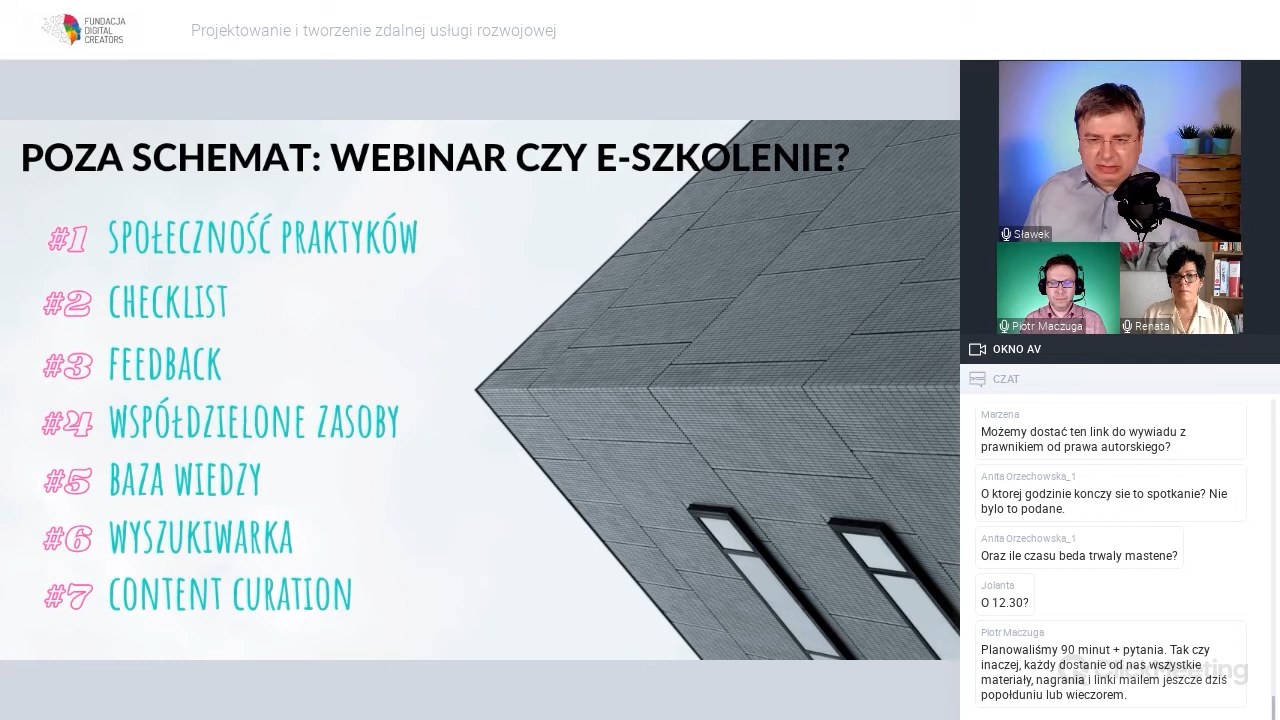 FUNDACJA
DIGITAL
CREATORS
Projektowanie i tworzenie zdalnej usługi rozwojowej
POZA SCHEMAT: WEBINAR CZY E-SZKOLENIE?
#1 SPOŁECZNOŚĆ PRAKTYKÓW
#2 CHECKLIST
#3 FEEDBACK
#4 WSPÓŁDZIELONE ZASOBY
#5 BAZA WIEDZY
#6 WYSZUKIWARKA
#7 CONTENT CURATION
Sławek
Piotr Maczuga
Renata
OKNO AV
CZAT
Marzena
Możemy dostać ten link do wywiadu z
prawnikiem od prawa autorskiego?
Anita Orzechowska_1
O ktorej godzinie konczy sie to spotkanie? Nie
bylo to podane.
Anita Orzechowska_1
Oraz ile czasu beda trwaly mastene?
Jolanta
O 12.30?
Piotr Maczuga
Planowaliśmy 90 minut + pytania. Tak czy
inaczej, każdy dostanie od nas wszystkie
materiały, nagrania i linki mailem jeszcze dziś
popołduniu lub wieczorem.